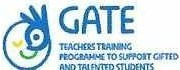 GATE
TEACHERS TRAINING
PROGRAMME TO SUPPORT GIFTED
AND TALENTED STUDENTS